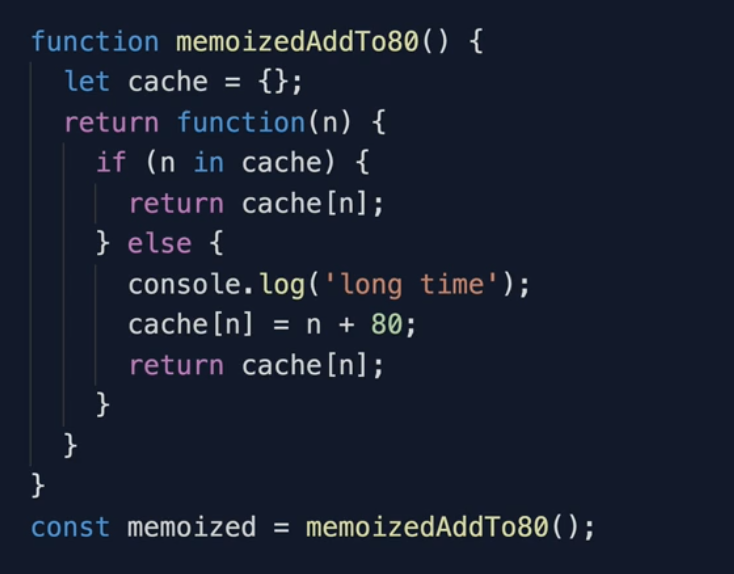 function memoizedAddTo80() {
  let cache = {};
  return function(n) {
    if (n in cache) {
      return cache[n];
    } else {
      console.log('long time');
      cache[n] = n + 80;
      return cache[n];
    }
  }
}
const memoized = memoizedAddTo80();